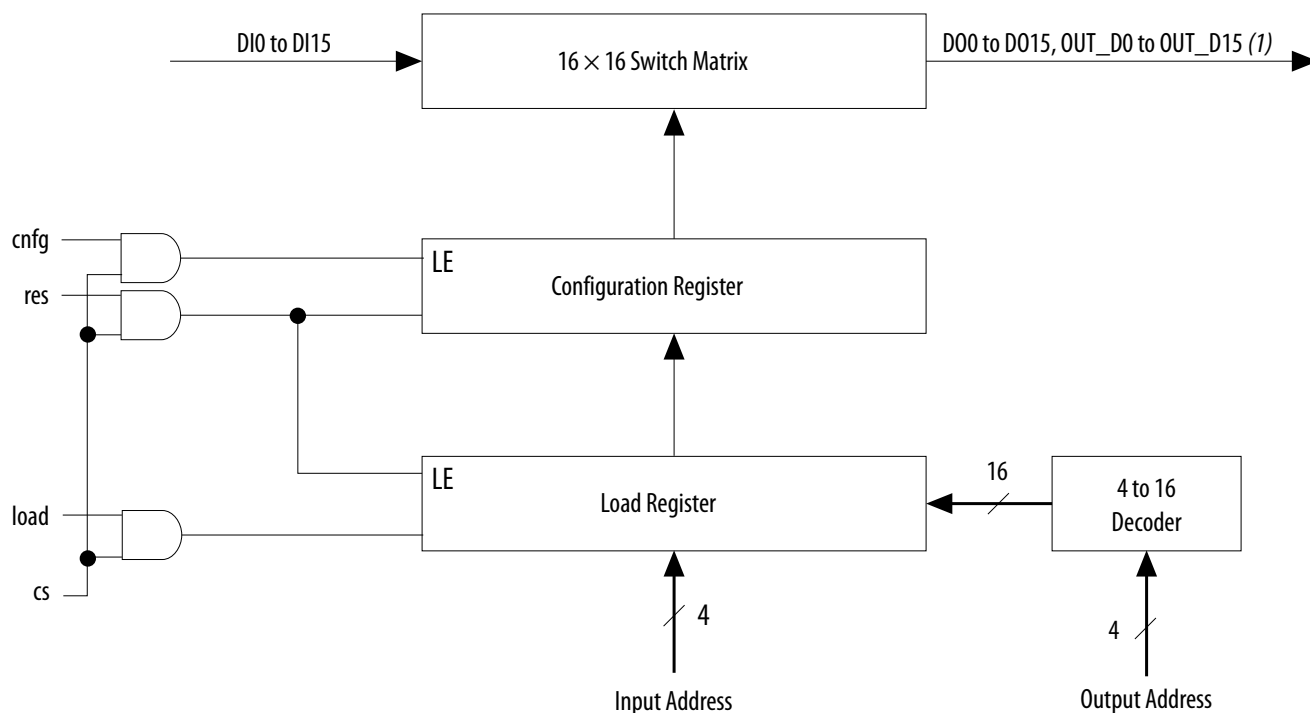 DI0 to DI15
16 × 16 Switch Matrix
DO0 to DO15, OUT_D0 to OUT_D15 (1)
cnfg
LE
Configuration Register
res
LE
Load Register
16
4 to 16
Decoder
load
cs
4
4
Input Address
Output Address